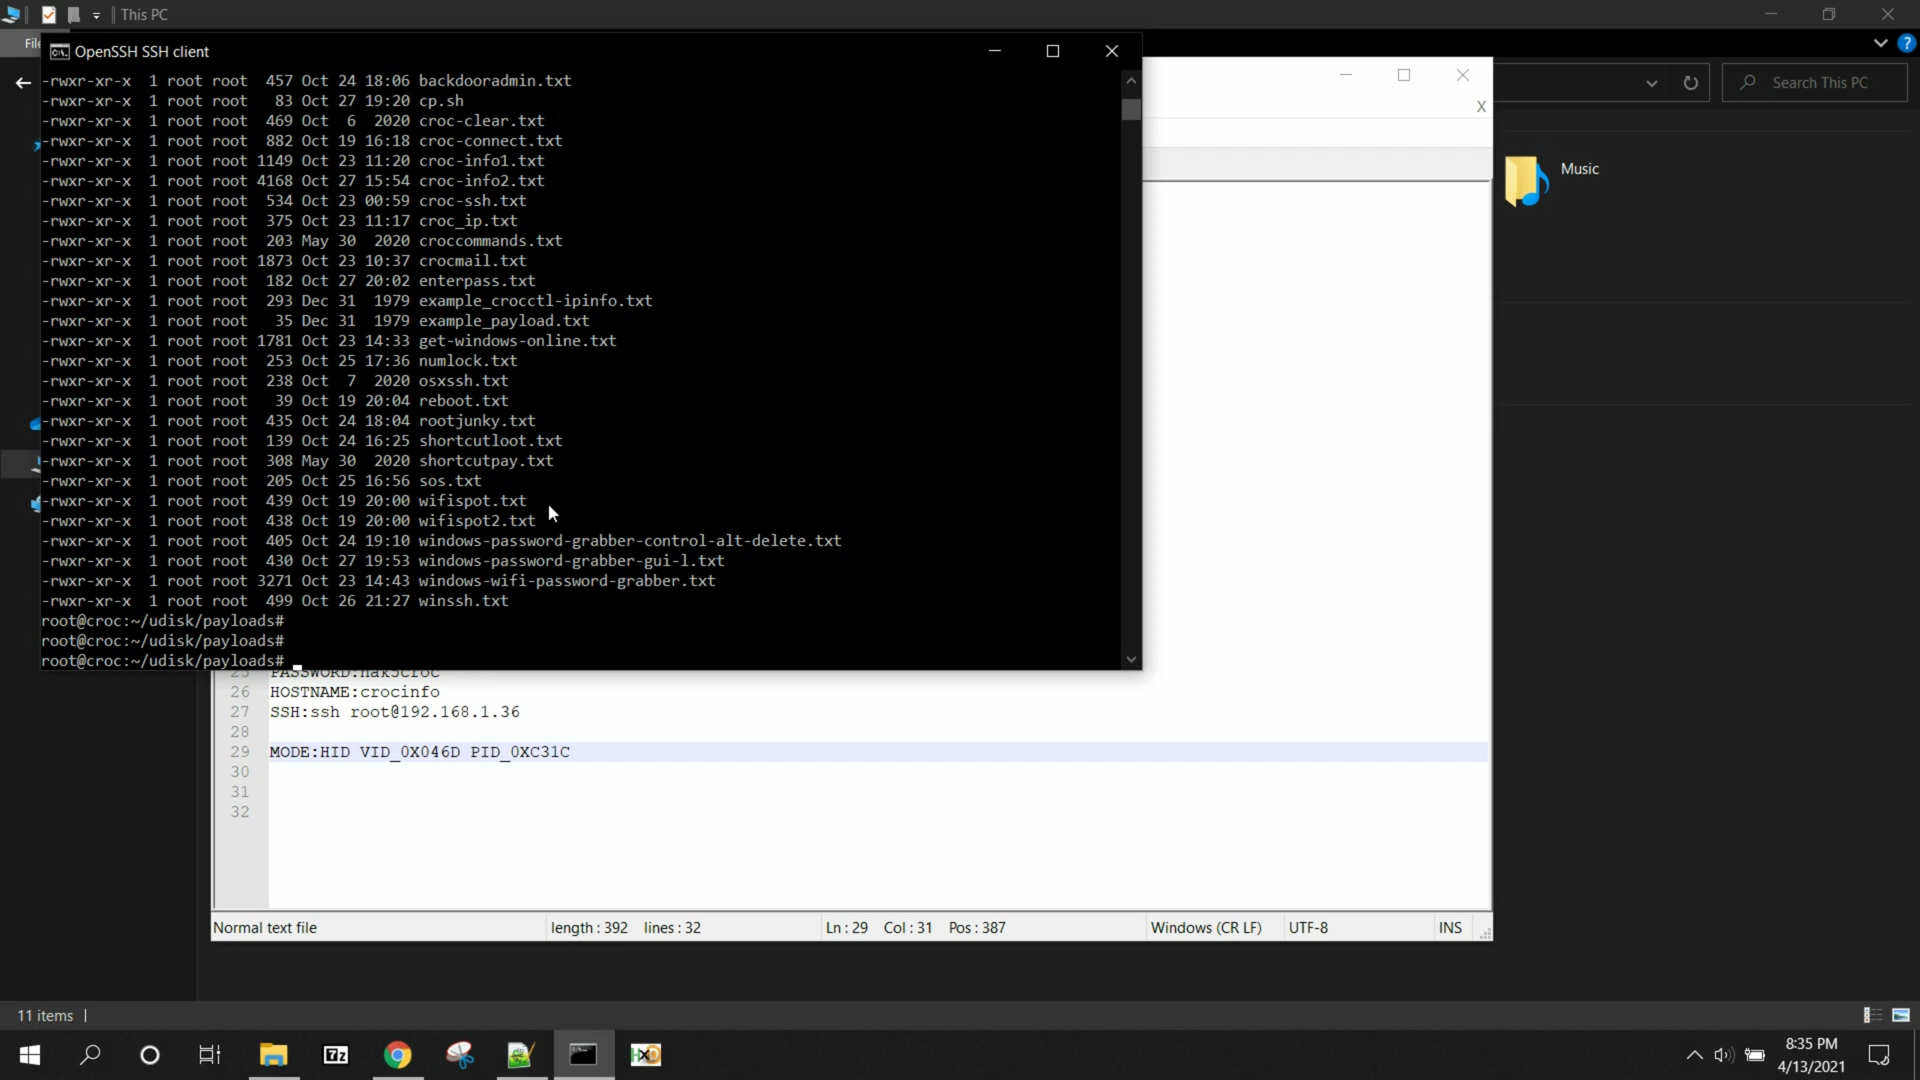 This PC
File
OpenSSH SSH client
Search This PC
X
Music
-rwxr-xr-x 1 root root 457 Oct 24 18:06 backdooradmin.txt
-rwxr-xr-x 1 root root 83 Oct 27 19:20 cp.sh
-rwxr-xr-x 1 root root 469 Oct 6 2020 croc-clear.txt
-rwxr-xr-x 1 root root 882 Oct 19 16:18 croc-connect.txt
-rwxr-xr-x 1 root root 1149 Oct 23 11:20 croc-info1.txt
-rwxr-xr-x 1 root root 4168 Oct 27 15:54 croc-info2.txt
-rwxr-xr-x 1 root root 534 Oct 23 00:59 croc-ssh.txt
-rwxr-xr-x 1 root root 375 Oct 23 11:17 croc_ip.txt
-rwxr-xr-x 1 root root 203 May 30 2020 croccommands.txt
-rwxr-xr-x 1 root root 1873 Oct 23 10:37 crocmail.txt
-rwxr-xr-x 1 root root 182 Oct 27 20:02 enterpass.txt
-rwxr-xr-x 1 root root 293 Dec 31 1979 example_crocctl-ipinfo.txt
-rwxr-xr-x 1 root root 35 Dec 31 1979 example_payload.txt
-rwxr-xr-x 1 root root 1781 Oct 23 14:33 get-windows-online.txt
-rwxr-xr-x 1 root root 253 Oct 25 17:36 numlock.txt
-rwxr-xr-x 1 root root 238 Oct 7 2020 osxssh.txt
-rwxr-xr-x 1 root root 39 Oct 19 20:04 reboot.txt
-rwxr-xr-x 1 root root 435 Oct 24 18:04 rootjunky.txt
-rwxr-xr-x 1 root root 139 Oct 24 16:25 shortcutloot.txt
-rwxr-xr-x 1 root root 308 May 30 2020 shortcutpay.txt
-rwxr-xr-x 1 root root 205 Oct 25 16:56 sos.txt
-rwxr-xr-x 1 root root 439 Oct 19 20:00 wifispot.txt
-rwxr-xr-x 1 root root 438 Oct 19 20:00 wifispot2.txt
-rwxr-xr-x 1 root root 405 Oct 24 19:10 windows-password-grabber-control-alt-delete.txt
-rwxr-xr-x 1 root root 430 Oct 27 19:53 windows-password-grabber-gui-l.txt
-rwxr-xr-x 1 root root 3271 Oct 23 14:43 windows-wifi-password-grabber.txt
-rwxr-xr-x 1 root root 499 Oct 26 21:27 winssh.txt
root@croc:~/udisk/payloads#
root@croc:~/udisk/payloads#
root@croc:~/udisk/payloads#
25 PASSWORD:hak5croc
26 HOSTNAME:crocinfo
27 SSH:ssh root@192.168.1.36
28
29 MODE:HID VID_0X046D PID_0XC31C
30
31
32
Normal text file length : 392 lines : 32 Ln : 29 Col : 31 Pos : 387 Windows (CR LF) UTF-8 INS
11 items
7z
HXD
8:35 PM
4/13/2021